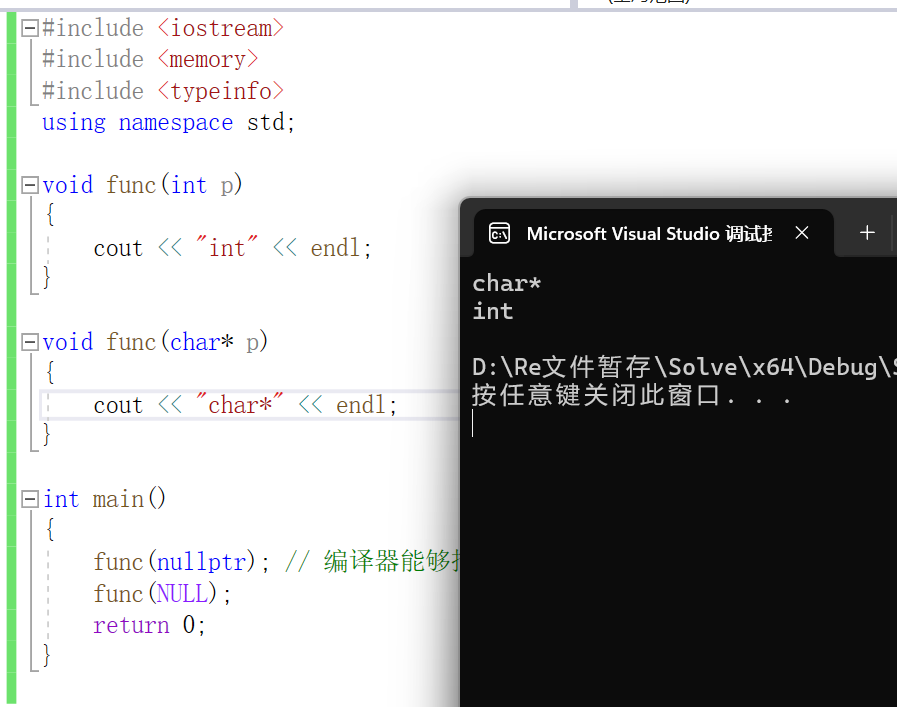 #include <iostream>
#include <memory>
#include <typeinfo>
using namespace std;
void func(int p)
{
cout << "int" << endl;
}
void func(char* p)
{
cout << "char*" << endl;
}
int main()
{
func(nullptr); // 编译器能够
func(NULL);
return 0;
}
Microsoft Visual Studio 调试
char*
int
D:\Re文件暂存\Solve\x64\Debug\S
按任意键关闭此窗口. . .